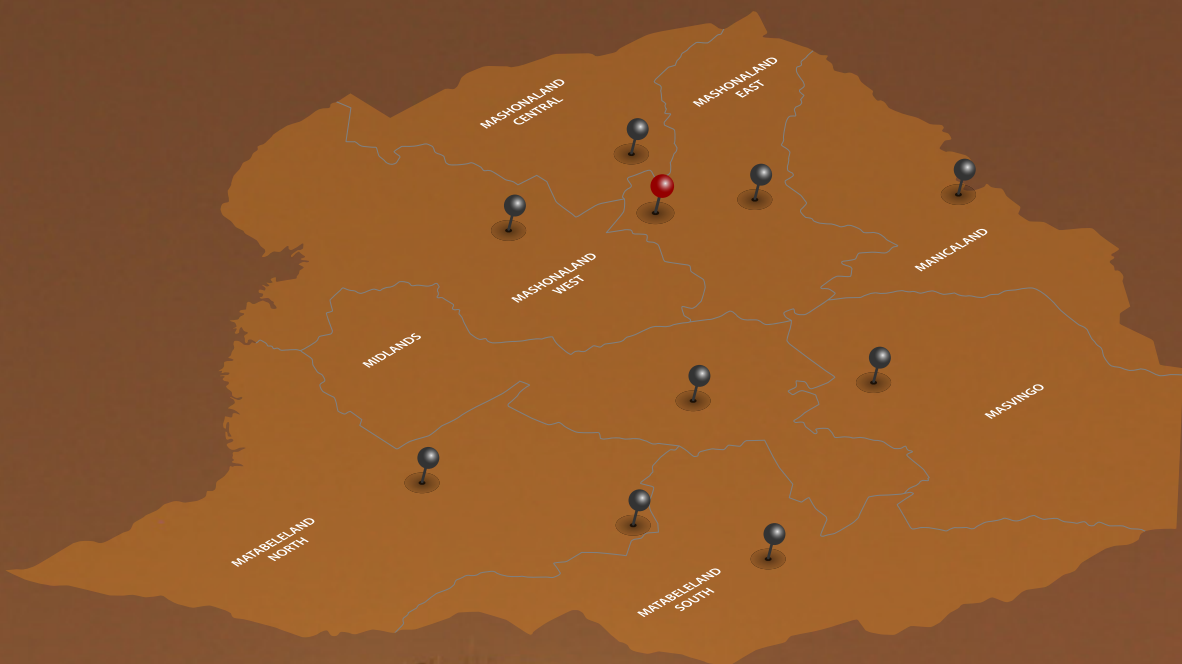 MASHONALAND
CENTRAL
MASHONALAND
EAST
MASHONALAND
WEST
MANICALAND
MIDLANDS
MASVINGO
MATABELELAND
NORTH
MATABELELAND
SOUTH